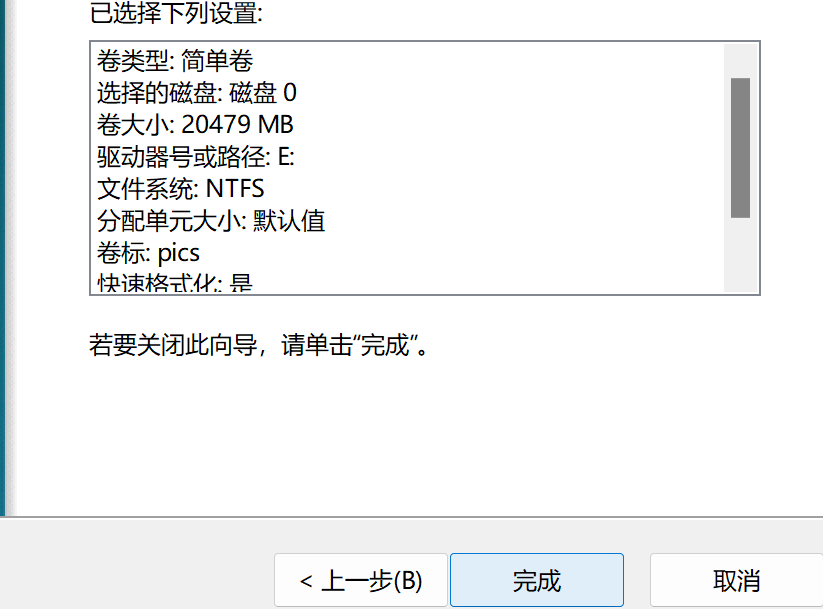 已选择下列设置:
卷类型: 简单卷
选择的磁盘: 磁盘 0
卷大小: 20479 MB
驱动器号或路径: E:
文件系统: NTFS
分配单元大小: 默认值
卷标: pics
快速格式化: 是
若要关闭此向导，请单击“完成”。
< 上一步(B)
完成
取消